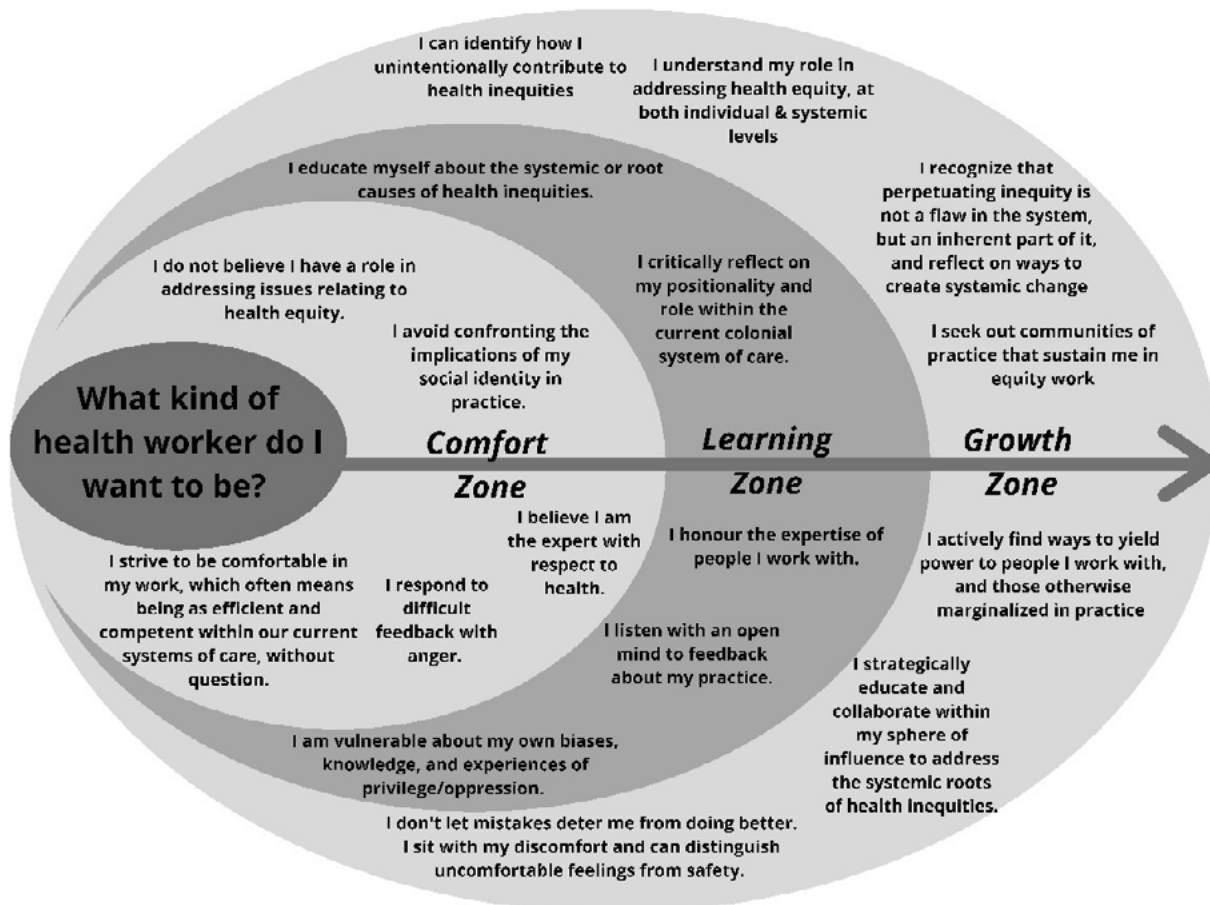 I can identify how I
unintentionally contribute to
health inequities
I understand my role in
addressing health equity, at
both individual & systemic
levels
I educate myself about the systemic or root
causes of health inequities.
I recognize that
perpetuating inequity is
not a flaw in the system,
but an inherent part of it,
and reflect on ways to
create systemic change
I do not believe I have a role in
addressing issues relating to
health equity.
I critically reflect on
my positionality and
role within the
current colonial
system of care.
I avoid confronting the
implications of my
social identity in
practice.
I seek out communities of
practice that sustain me in
equity work
What kind of
health worker do I
want to be?
Comfort
Zone
Learning
Zone
Growth
Zone
I believe I am
the expert with
respect to
health.
I honour the expertise of
people I work with.
I actively find ways to yield
power to people I work with,
and those otherwise
marginalized in practice
I strive to be comfortable in
my work, which often means
being as efficient and
competent within our current
systems of care, without
question.
I respond to
difficult
feedback with
anger.
I listen with an open
mind to feedback
about my practice.
I strategically
educate and
collaborate within
my sphere of
influence to address
the systemic roots
of health inequities.
I am vulnerable about my own biases,
knowledge, and experiences of
privilege/oppression.
I don't let mistakes deter me from doing better.
I sit with my discomfort and can distinguish
uncomfortable feelings from safety.